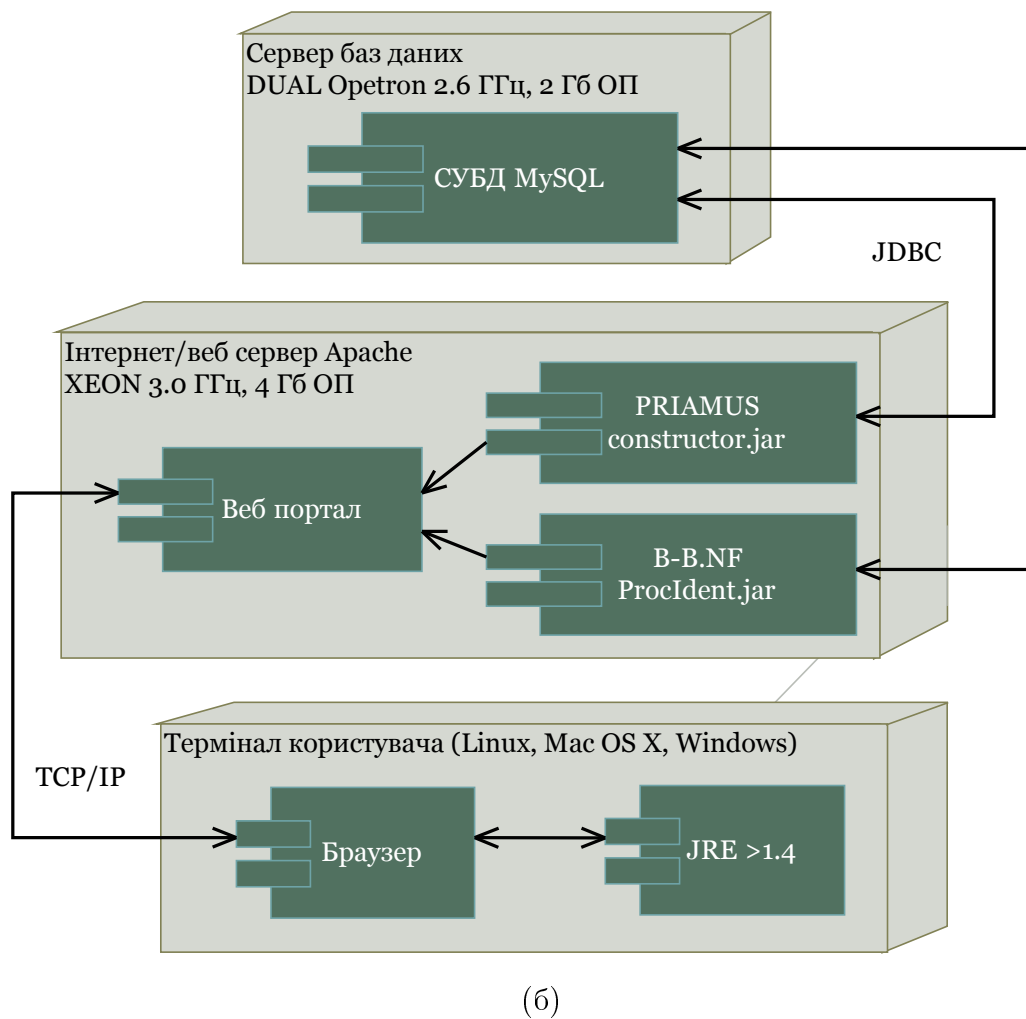 Сервер баз даних
DUAL Opetron 2.6 ГГц, 2 Гб ОП
СУБД MySQL
JDBC
Інтернет/веб сервер Apache
XEON 3.0 ГГц, 4 Гб ОП
PRIAMUS
constructor.jar
Веб портал
B-B.NF
ProcIdent.jar
Термінал користувача (Linux, Mac OS X, Windows)
TCP/IP
Браузер
JRE >1.4
(б)